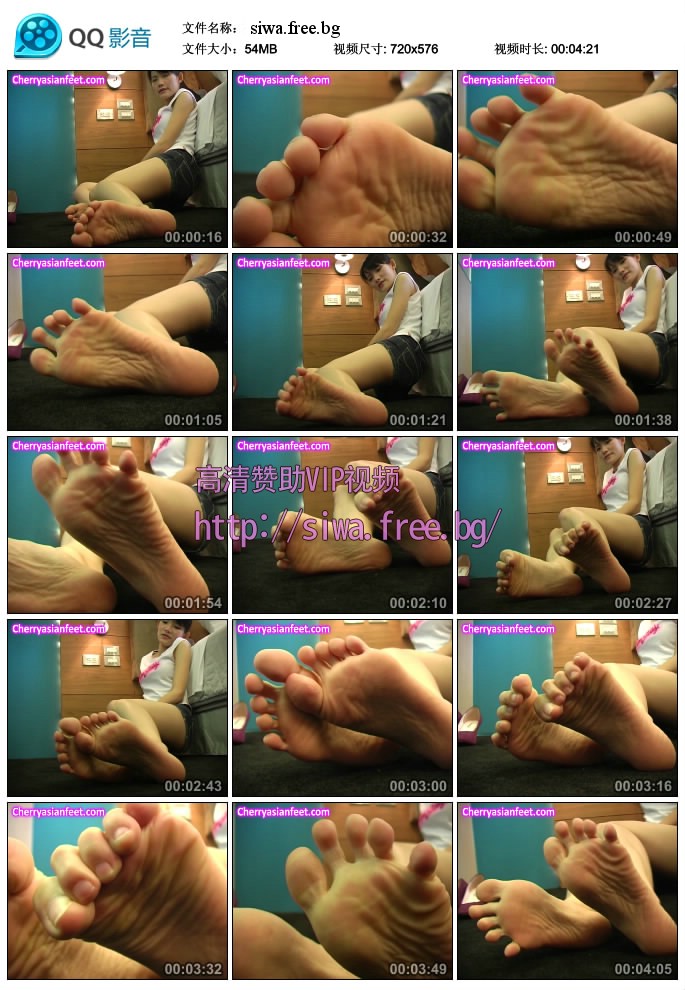 QQ影音
文件名称: siwa.free.bg
文件大小: 54MB 视频尺寸: 720x576 视频时长: 00:04:21
Cherryasianfeet.com Cherryasianfeet.com Cherryasianfeet.com
00:00:16 00:00:32 00:00:49
Cherryasianfeet.com Cherryasianfeet.com Cherryasianfeet.com
00:01:05 00:01:21 00:01:38
Cherryasianfeet.com Cherryasianfeet.com Cherryasianfeet.com
高清赞助VIP视频
http://siwa.free.bg/
00:01:54 00:02:10 00:02:27
Cherryasianfeet.com Cherryasianfeet.com Cherryasianfeet.com
00:02:43 00:03:00 00:03:16
Cherryasianfeet.com Cherryasianfeet.com Cherryasianfeet.com
00:03:32 00:03:49 00:04:05